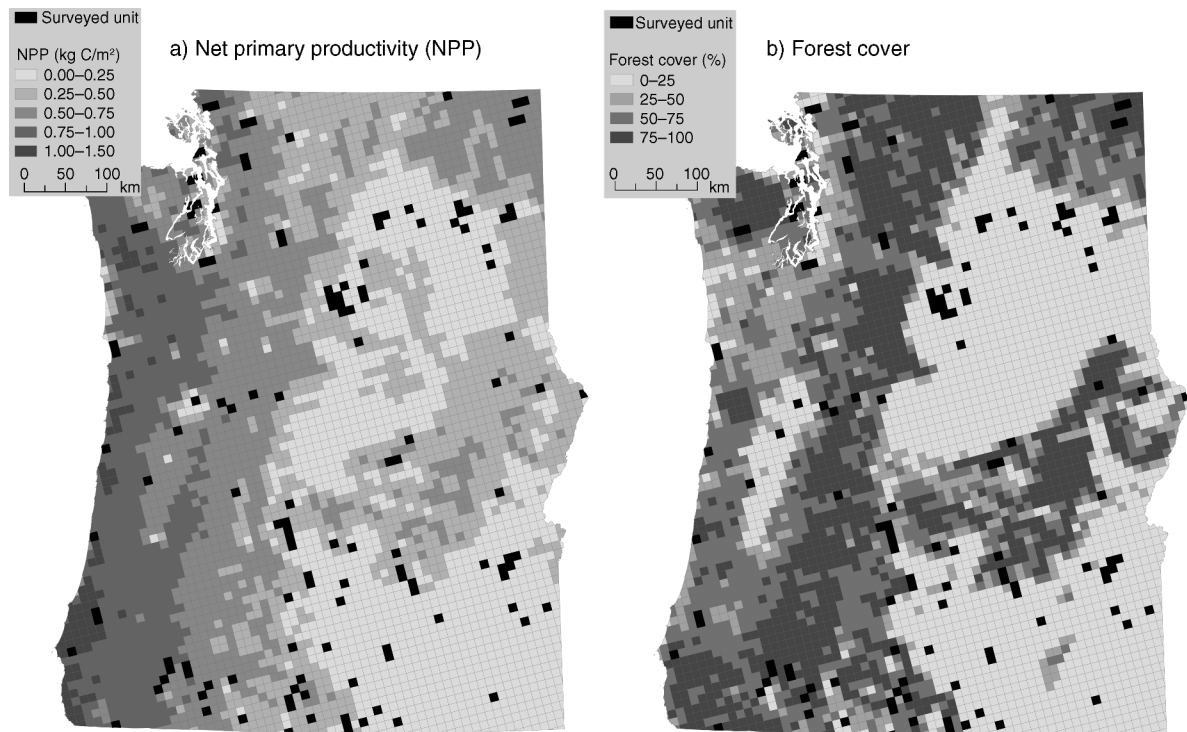 Surveyed unit
NPP (kg C/m²)
0.00–0.25
0.25–0.50
0.50–0.75
0.75–1.00
1.00–1.50
0 50 100 km
a) Net primary productivity (NPP)
Surveyed unit
Forest cover (%)
0–25
25–50
50–75
75–100
0 50 100 km
b) Forest cover